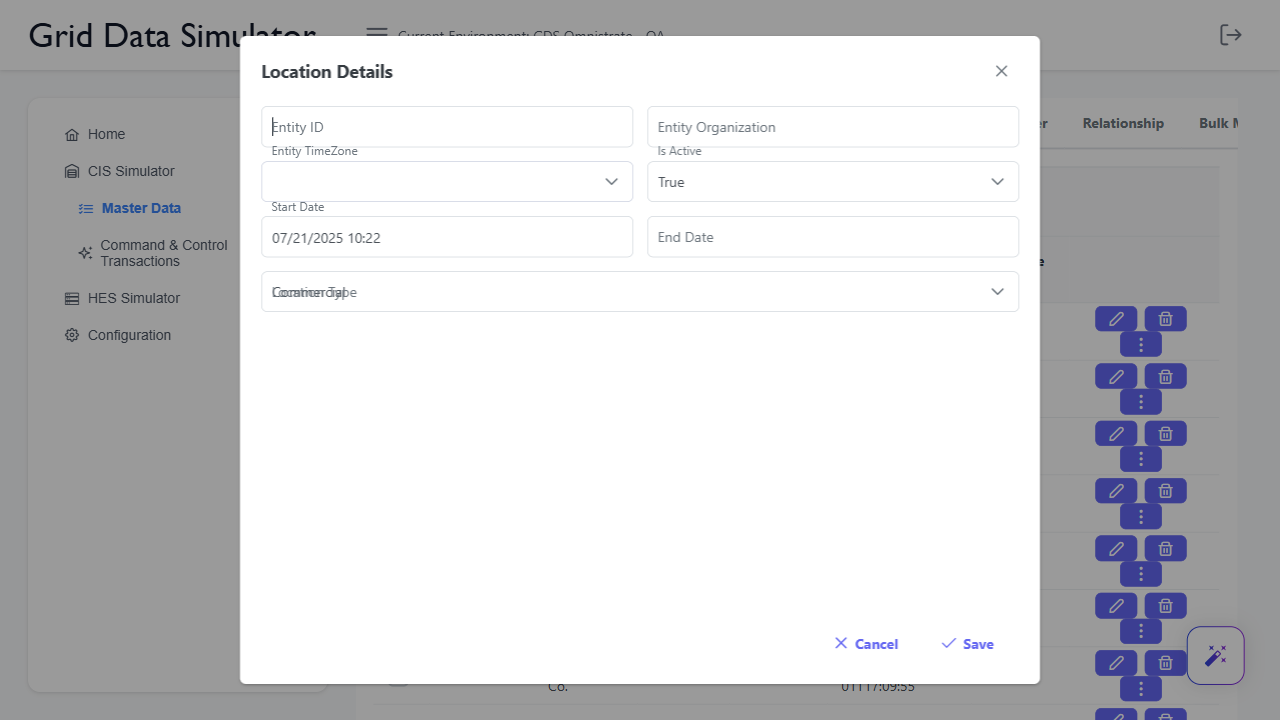 Grid Data Simulator
Current Environment: GDS Omnistrate - QA
Location Details
Entity ID
Entity Organization
Entity TimeZone
Is Active
True
Start Date
07/21/2025 10:22
End Date
Location Type
Commercial
Cancel
Save
Home
CIS Simulator
Master Data
Command & Control
Transactions
HES Simulator
Configuration
er
Relationship
Bulk M
e
Co.
01T17:09:55